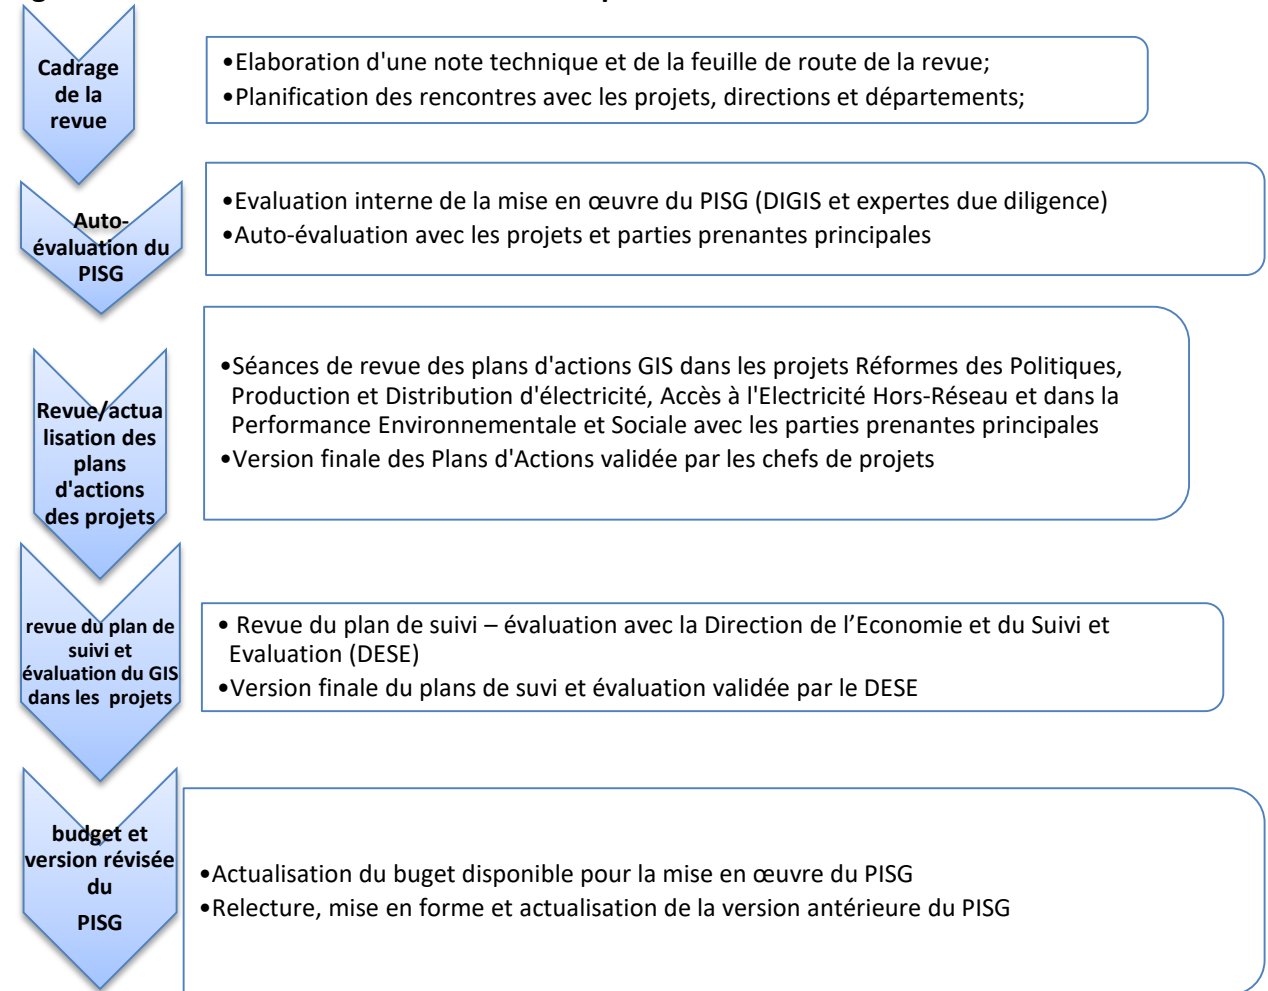 Cadrage
de la
revue
•Elaboration d'une note technique et de la feuille de route de la revue;
•Planification des rencontres avec les projets, directions et départements;
Auto-
évaluation du
PISG
•Evaluation interne de la mise en œuvre du PISG (DIGIS et expertes due diligence)
•Auto-évaluation avec les projets et parties prenantes principales
Revue/actua
lisation des
plans
d'actions
des projets
•Séances de revue des plans d'actions GIS dans les projets Réformes des Politiques,
Production et Distribution d'électricité, Accès à l'Electricité Hors-Réseau et dans la
Performance Environnementale et Sociale avec les parties prenantes principales
•Version finale des Plans d'Actions validée par les chefs de projets
revue du plan de
suivi et
évaluation du GIS
dans les projets
• Revue du plan de suivi – évaluation avec la Direction de l’Economie et du Suivi et
Evaluation (DESE)
•Version finale du plans de suvi et évaluation validée par le DESE
budget et
version révisée
du
PISG
•Actualisation du buget disponible pour la mise en œuvre du PISG
•Relecture, mise en forme et actualisation de la version antérieure du PISG